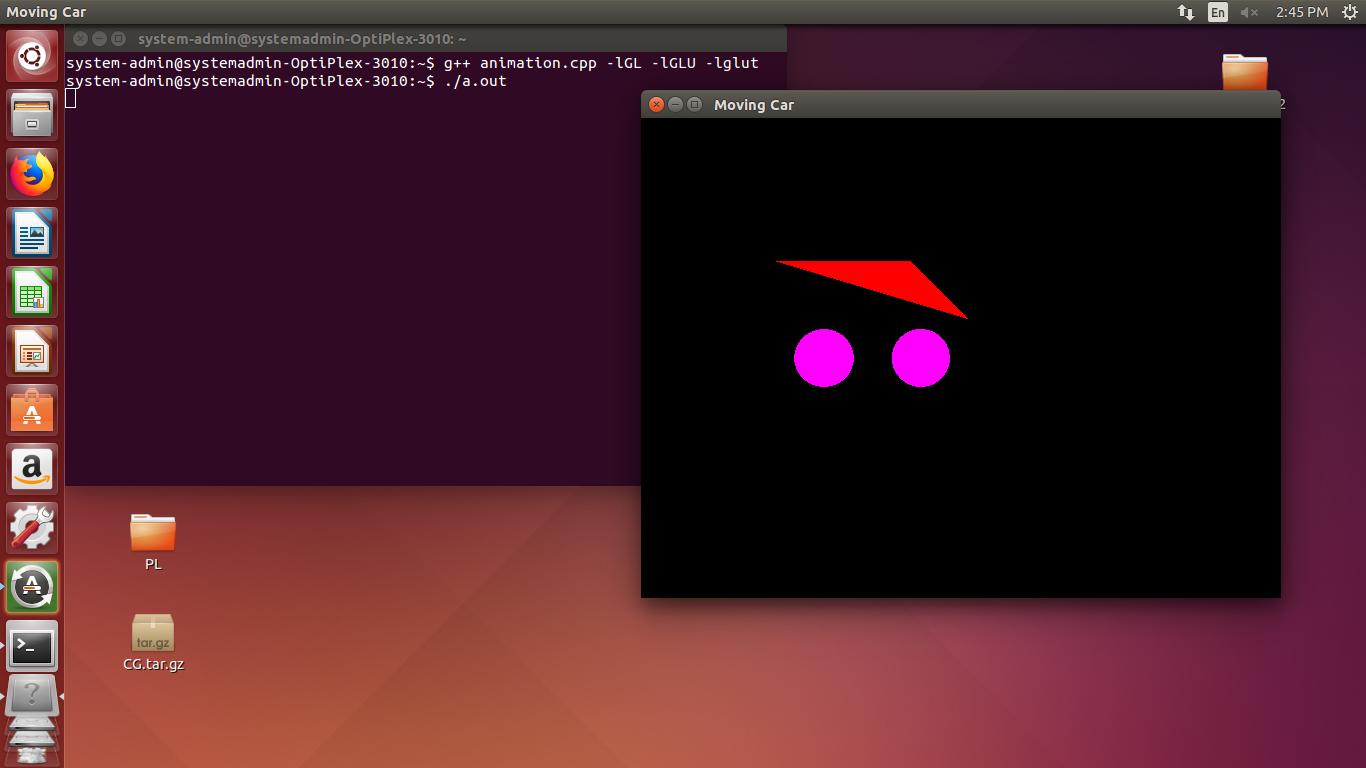 Moving Car
En
2:45 PM
system-admin@systemadmin-OptiPlex-3010: ~
system-admin@systemadmin-OptiPlex-3010:~$ g++ animation.cpp -lGL -lGLU -lglut
system-admin@systemadmin-OptiPlex-3010:~$ ./a.out
Moving Car
2
PL
tar.gz
CG.tar.gz